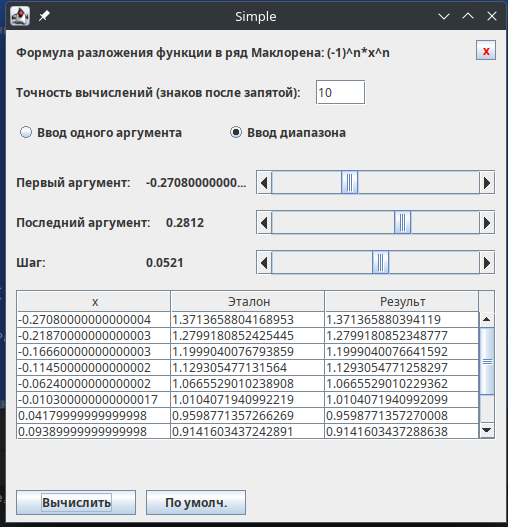 Simple
Формула разложения функции в ряд Маклорена: (-1)^n*x^n
x
Точность вычислений (знаков после запятой): 10
Ввод одного аргумента Ввод диапазона
Первый аргумент: -0.27080000000...
Последний аргумент: 0.2812
Шаг: 0.0521
x Эталон Результ
-0.27080000000000004 1.3713658804168953 1.371365880394119
-0.21870000000000003 1.2799180852425445 1.2799180852348777
-0.16660000000000003 1.1999040076793859 1.1999040076641592
-0.11450000000000002 1.129305477131564 1.1293054771258297
-0.06240000000000002 1.0665529010238908 1.0665529010229362
-0.010300000000000017 1.0104071940992219 1.0104071940992099
0.04179999999999998 0.9598771357266269 0.9598771357270008
0.09389999999999998 0.9141603437242891 0.9141603437288638
Вычислить По умолч.